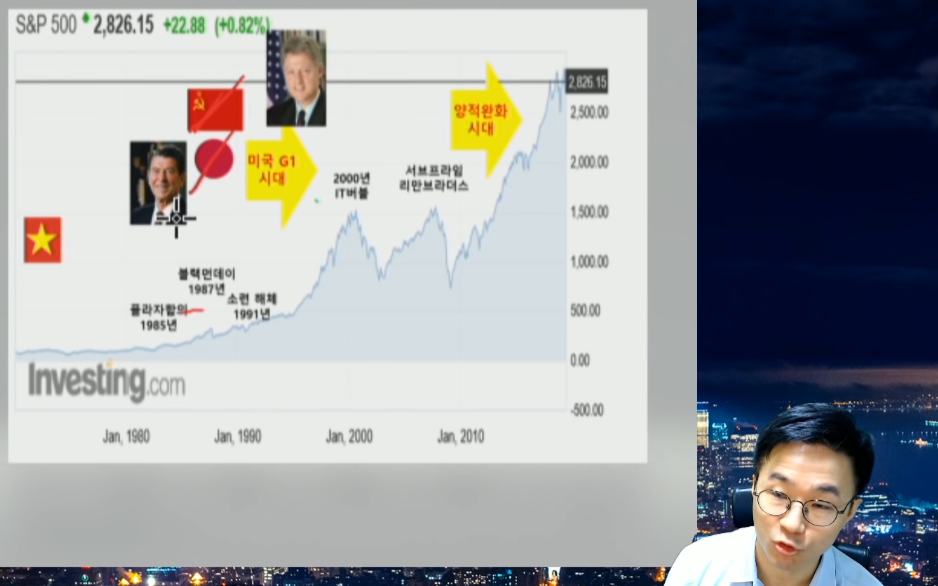 S&P 500 2,826.15 +22.88 (+0.82%)
2,826.15
2,500.00
2,000.00
1,500.00
1,000.00
500.00
0.00
-500.00
양적완화
시대
미국 G1
시대
2000년
IT버블
서브프라임
리만브라더스
블랙먼데이
1987년
소련 해체
1991년
플라자합의
1985년
Investing.com
Jan, 1980
Jan, 1990
Jan, 2000
Jan, 2010